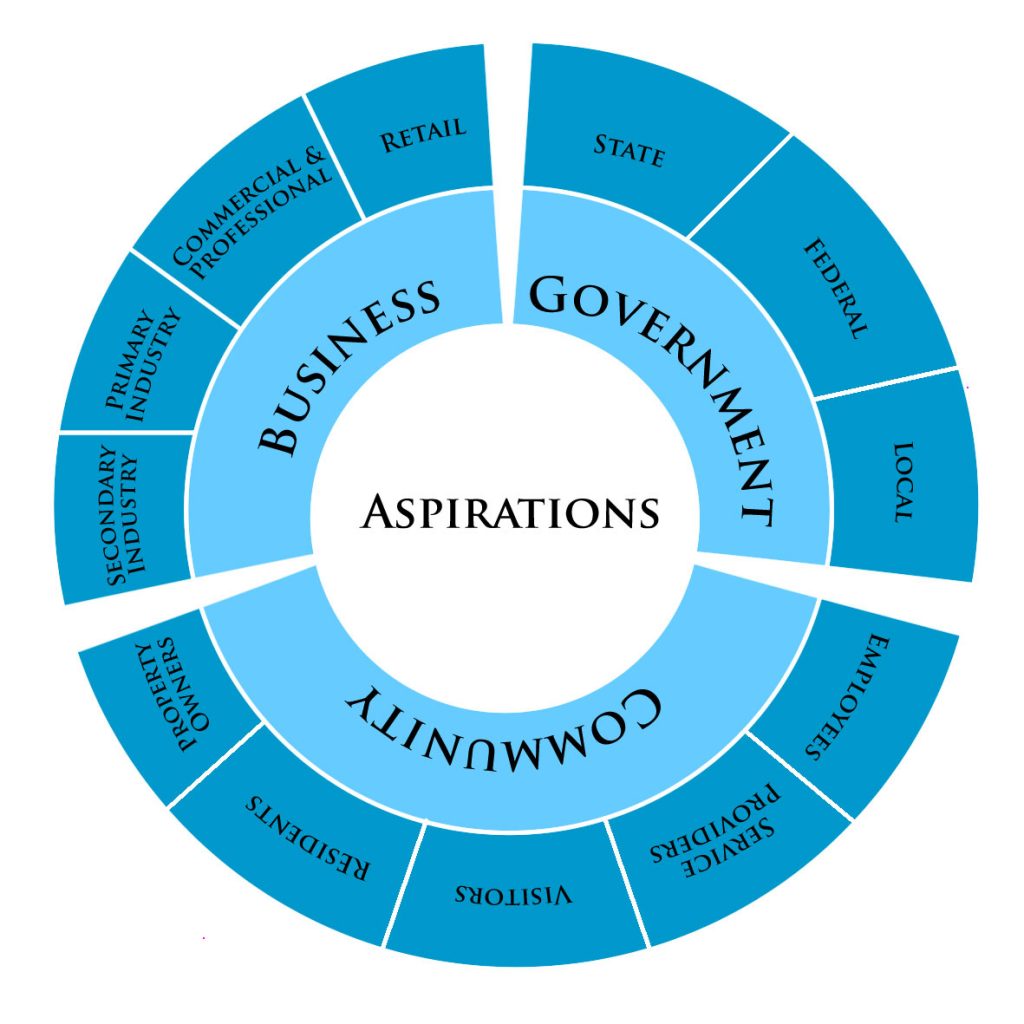 Aspirations
Government
State
Federal
Local
Community
Employees
Service
Providers
Visitors
Residents
Property
Owners
Business
Secondary
Industry
Primary
Industry
Commercial &
Professional
Retail